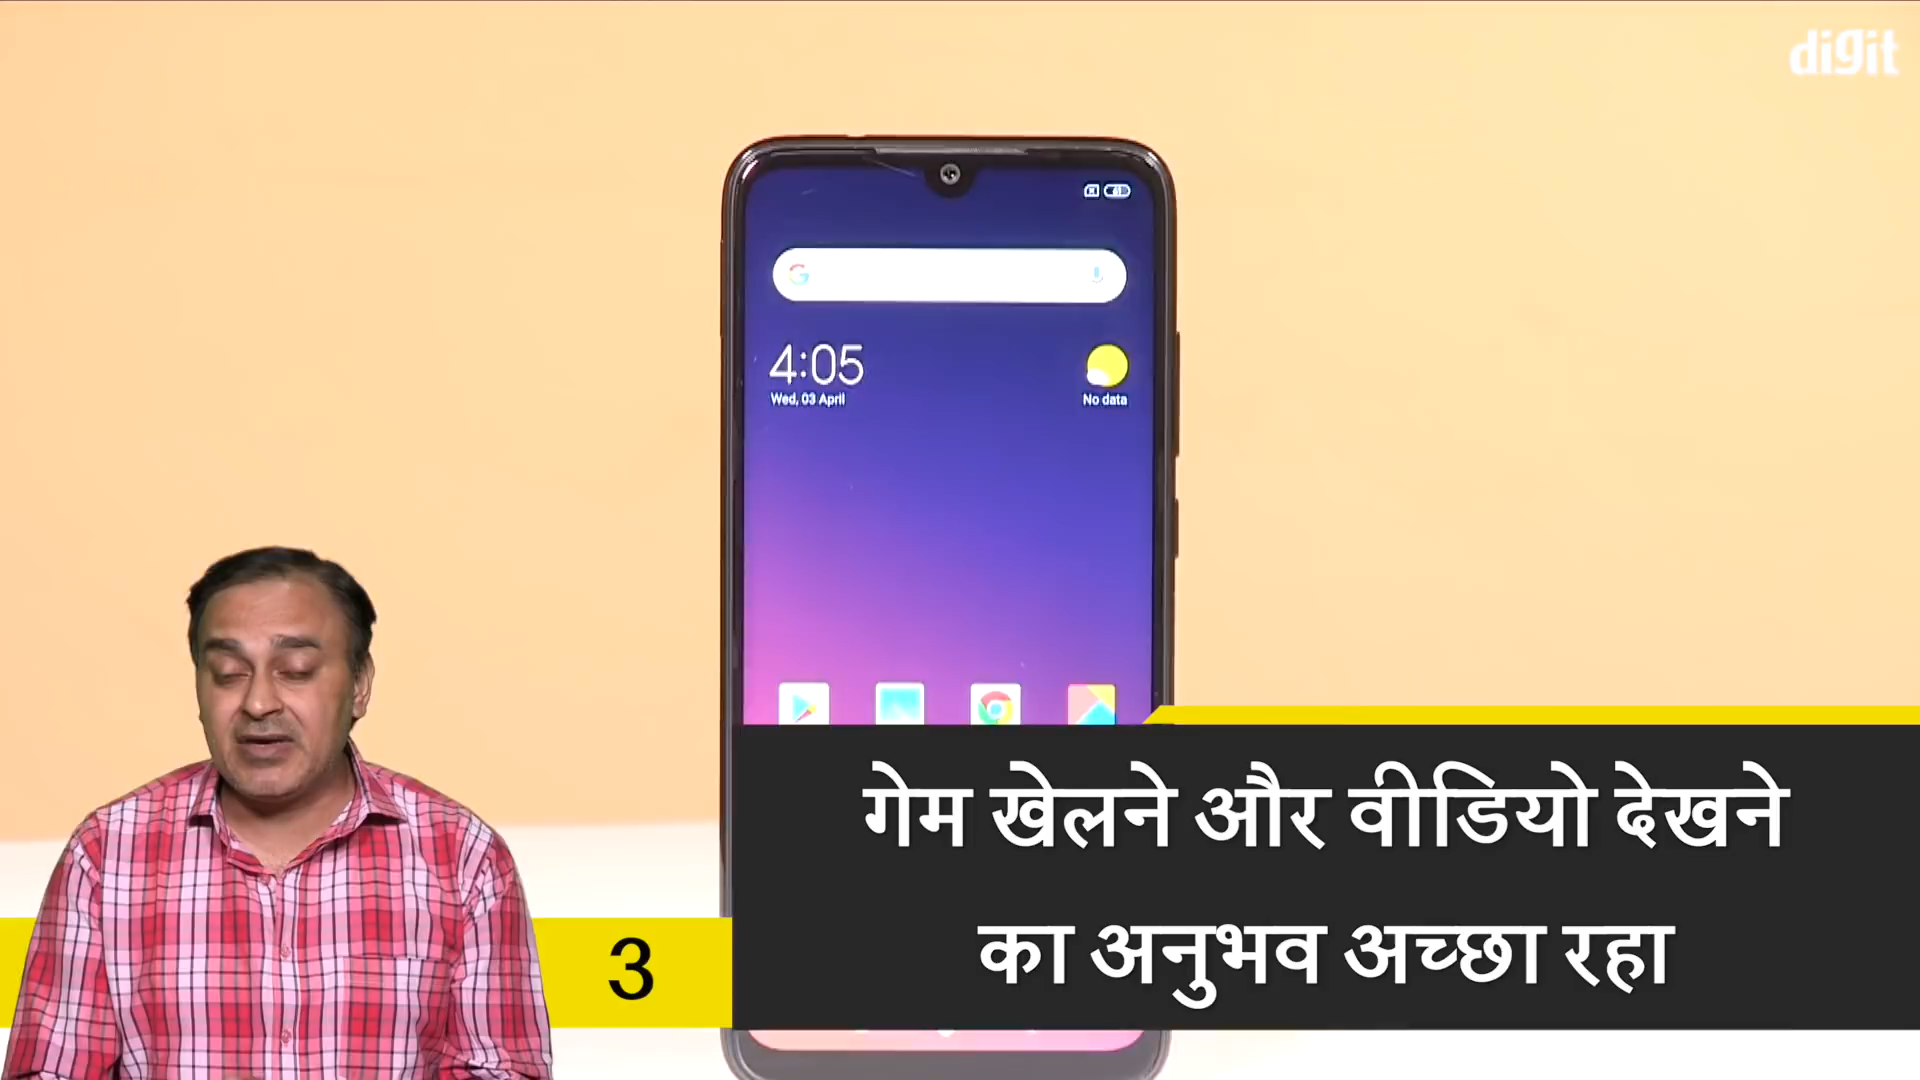 digit
4:05
Wed, 03 April
No data
गेम खेलने और वीडियो देखने
का अनुभव अच्छा रहा
3